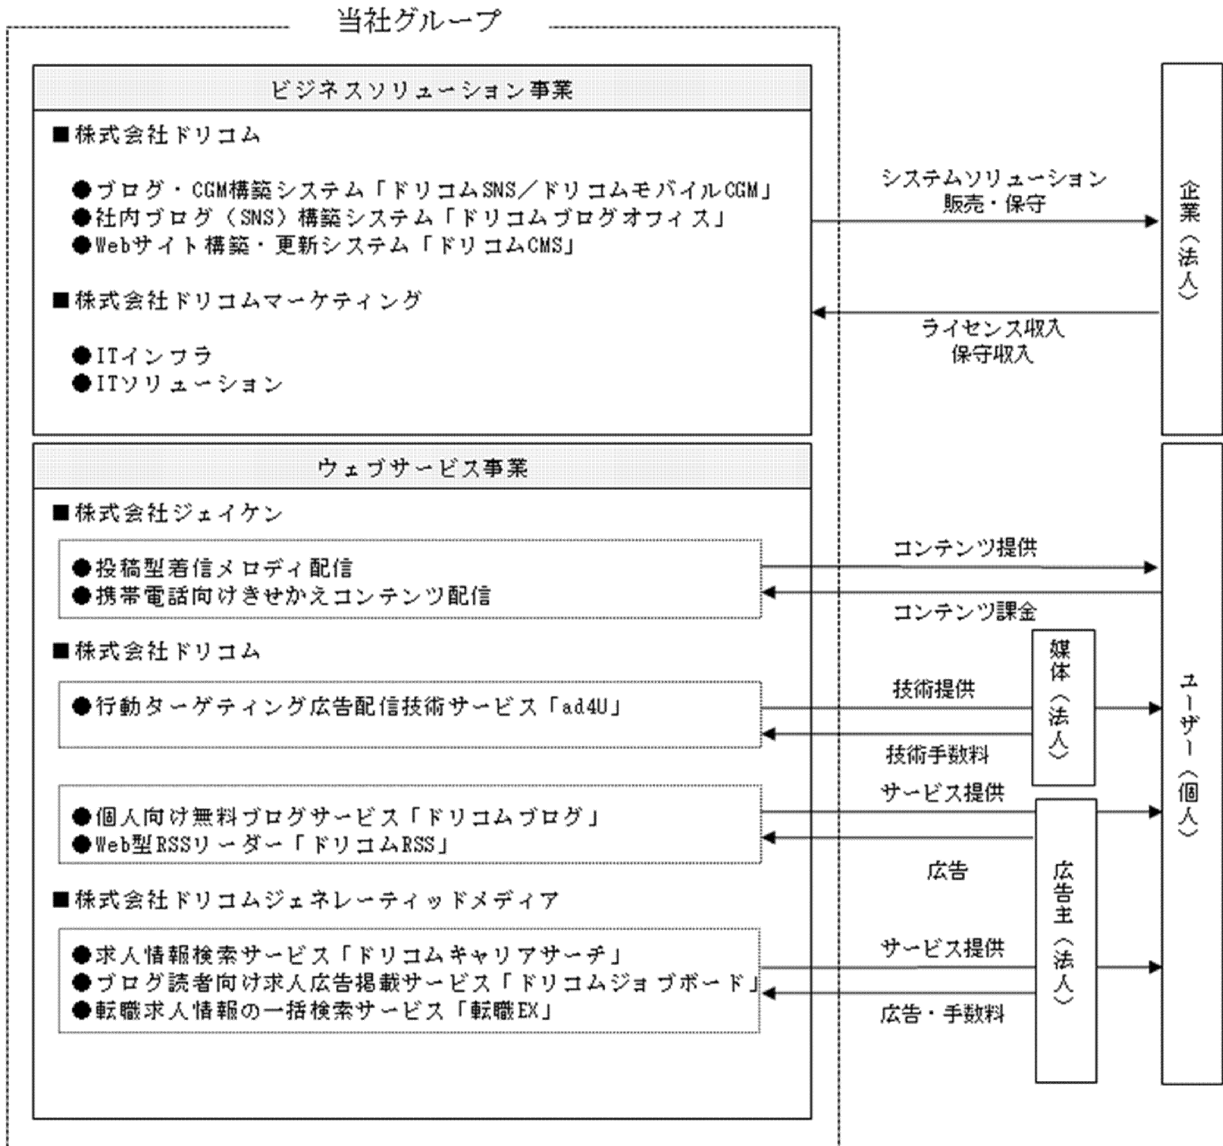 当社グループ
ビジネスソリューション事業
■株式会社ドリコム
●ブログ・CGM構築システム「ドリコムSNS／ドリコムモバイルCGM」
●社内ブログ（SNS）構築システム「ドリコムブログオフィス」
●Webサイト構築・更新システム「ドリコムCMS」
■株式会社ドリコムマーケティング
●ITインフラ
●ITソリューション
システムソリューション
販売・保守
ライセンス収入
保守収入
企業（法人）
ウェブサービス事業
■株式会社ジェイケン
●投稿型着信メロディ配信
●携帯電話向けきせかえコンテンツ配信
コンテンツ提供
コンテンツ課金
■株式会社ドリコム
●行動ターゲティング広告配信技術サービス「ad4U」
技術提供
技術手数料
媒体（法人）
●個人向け無料ブログサービス「ドリコムブログ」
●Web型RSSリーダー「ドリコムRSS」
サービス提供
広告
■株式会社ドリコムジェネレーティッドメディア
●求人情報検索サービス「ドリコムキャリアサーチ」
●ブログ読者向け求人広告掲載サービス「ドリコムジョブボード」
●転職求人情報の一括検索サービス「転職EX」
サービス提供
広告・手数料
広告主（法人）
ユーザー（個人）